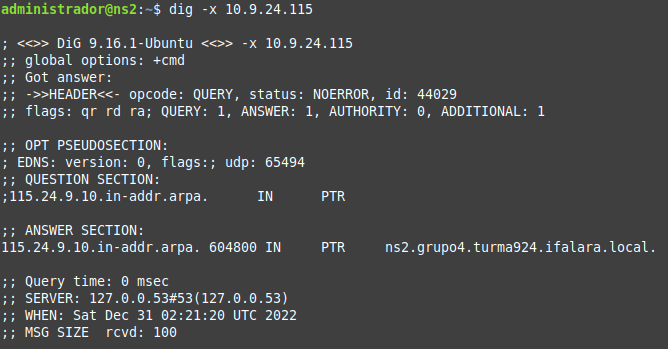 administrador@ns2:~$ dig -x 10.9.24.115
; <<>> DiG 9.16.1-Ubuntu <<>> -x 10.9.24.115
;; global options: +cmd
;; Got answer:
;; ->>HEADER<<- opcode: QUERY, status: NOERROR, id: 44029
;; flags: qr rd ra; QUERY: 1, ANSWER: 1, AUTHORITY: 0, ADDITIONAL: 1
;; OPT PSEUDOSECTION:
; EDNS: version: 0, flags:; udp: 65494
;; QUESTION SECTION:
;115.24.9.10.in-addr.arpa. IN PTR
;; ANSWER SECTION:
115.24.9.10.in-addr.arpa. 604800 IN PTR ns2.grupo4.turma924.ifalara.local.
;; Query time: 0 msec
;; SERVER: 127.0.0.53#53(127.0.0.53)
;; WHEN: Sat Dec 31 02:21:20 UTC 2022
;; MSG SIZE rcvd: 100